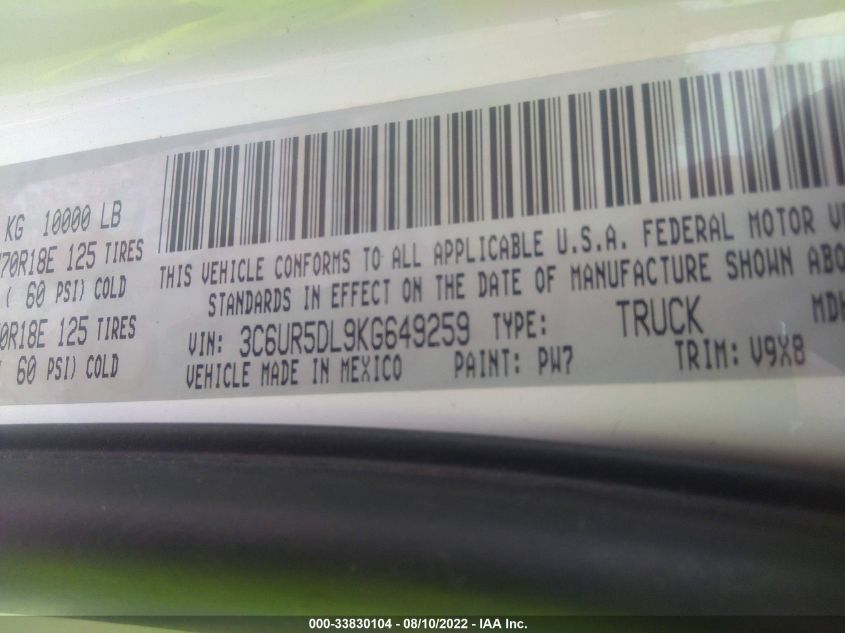 KG 10000 LB
70R18E 125 TIRES
( 60 PSI) COLD
0R18E 125 TIRES
60 PSI) COLD
THIS VEHICLE CONFORMS TO ALL APPLICABLE U.S.A. FEDERAL MOTOR V
STANDARDS IN EFFECT ON THE DATE OF MANUFACTURE SHOWN ABO
VIN: 3C6UR5DL9KG649259 TYPE: TRUCK MDH
VEHICLE MADE IN MEXICO PAINT: PW7 TRIM: V9X8
000-33830104 - 08/10/2022 - IAA Inc.